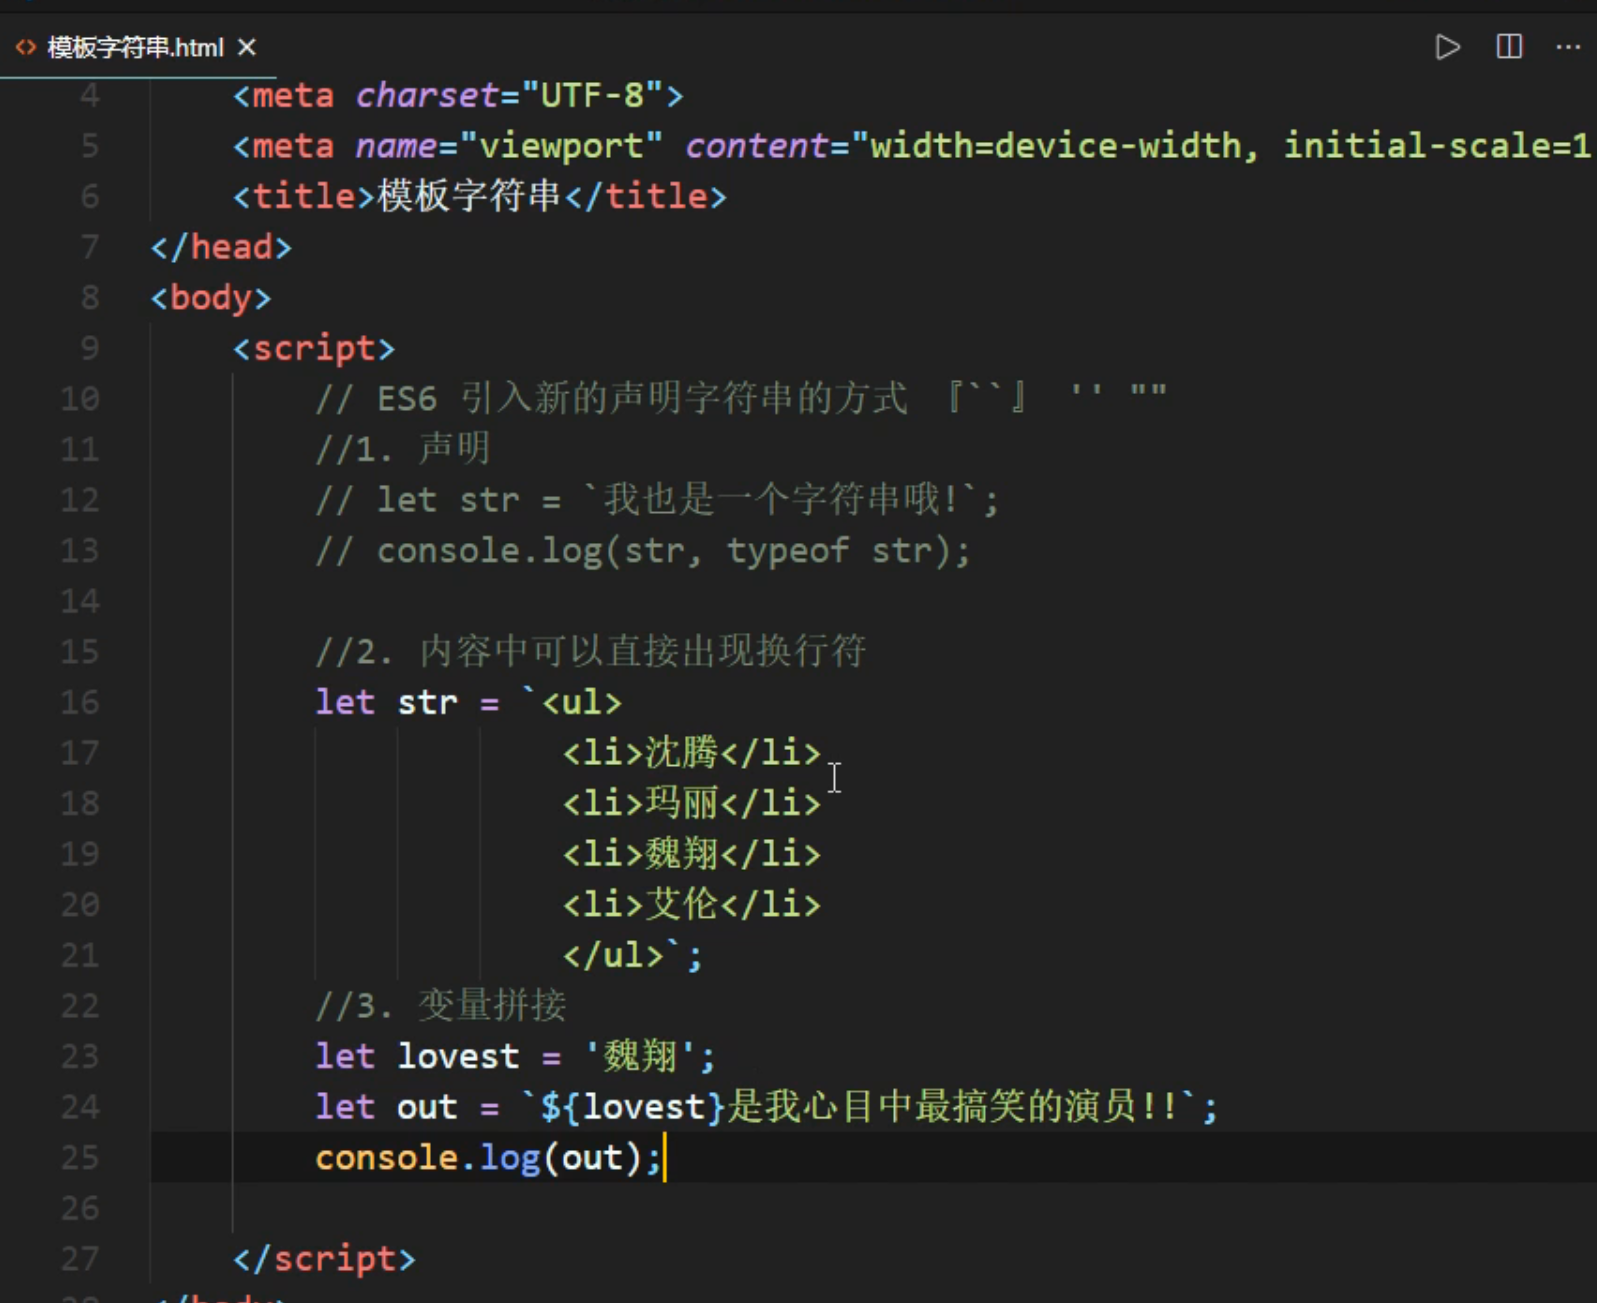 模板字符串.html
4 <meta charset="UTF-8">
5 <meta name="viewport" content="width=device-width, initial-scale=1
6 <title>模板字符串</title>
7 </head>
8 <body>
9 <script>
10 // ES6 引入新的声明字符串的方式 『``』 '' ""
11 //1. 声明
12 // let str = `我也是一个字符串哦!`;
13 // console.log(str, typeof str);
14
15 //2. 内容中可以直接出现换行符
16 let str = `<ul>
17 <li>沈腾</li>
18 <li>玛丽</li>
19 <li>魏翔</li>
20 <li>艾伦</li>
21 </ul>`;
22 //3. 变量拼接
23 let lovest = '魏翔';
24 let out = `${lovest}是我心目中最搞笑的演员!!`;
25 console.log(out);
26
27 </script>
28 </body>